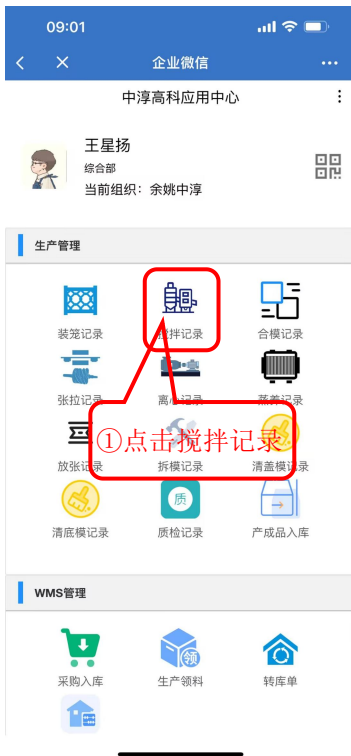 09:01
企业微信
中淳高科应用中心
王星扬
综合部
当前组织：余姚中淳
生产管理
装笼记录 搅拌记录 合模记录
张拉记录 离心记录 蒸养记录
①点击搅拌记录
放张记录 拆模记录 清盖模记录
质
清底模记录 质检记录 产成品入库
WMS管理
领
采购入库 生产领料 转库单